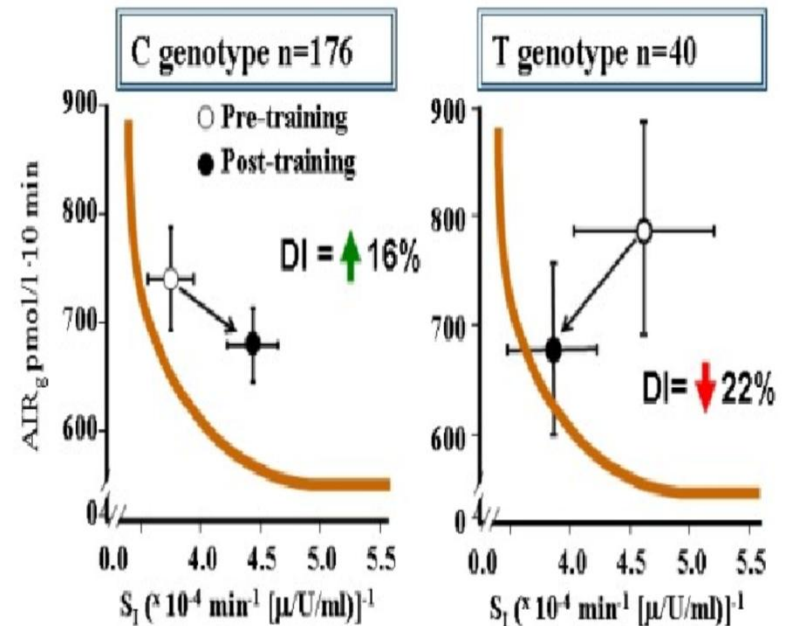 C genotype n=176
T genotype n=40
AIRg pmol/l ·10 min
900
800
700
600
0
○ Pre-training
● Post-training
DI = ↑ 16%
0.0 4.0 4.5 5.0 5.5
SI (x 10-4 min-1 [μ/U/ml)]-1
900
800
700
600
0
DI= ↓ 22%
0.0 4.0 4.5 5.0 5.5
SI (x 10-4 min-1 [μ/U/ml)]-1